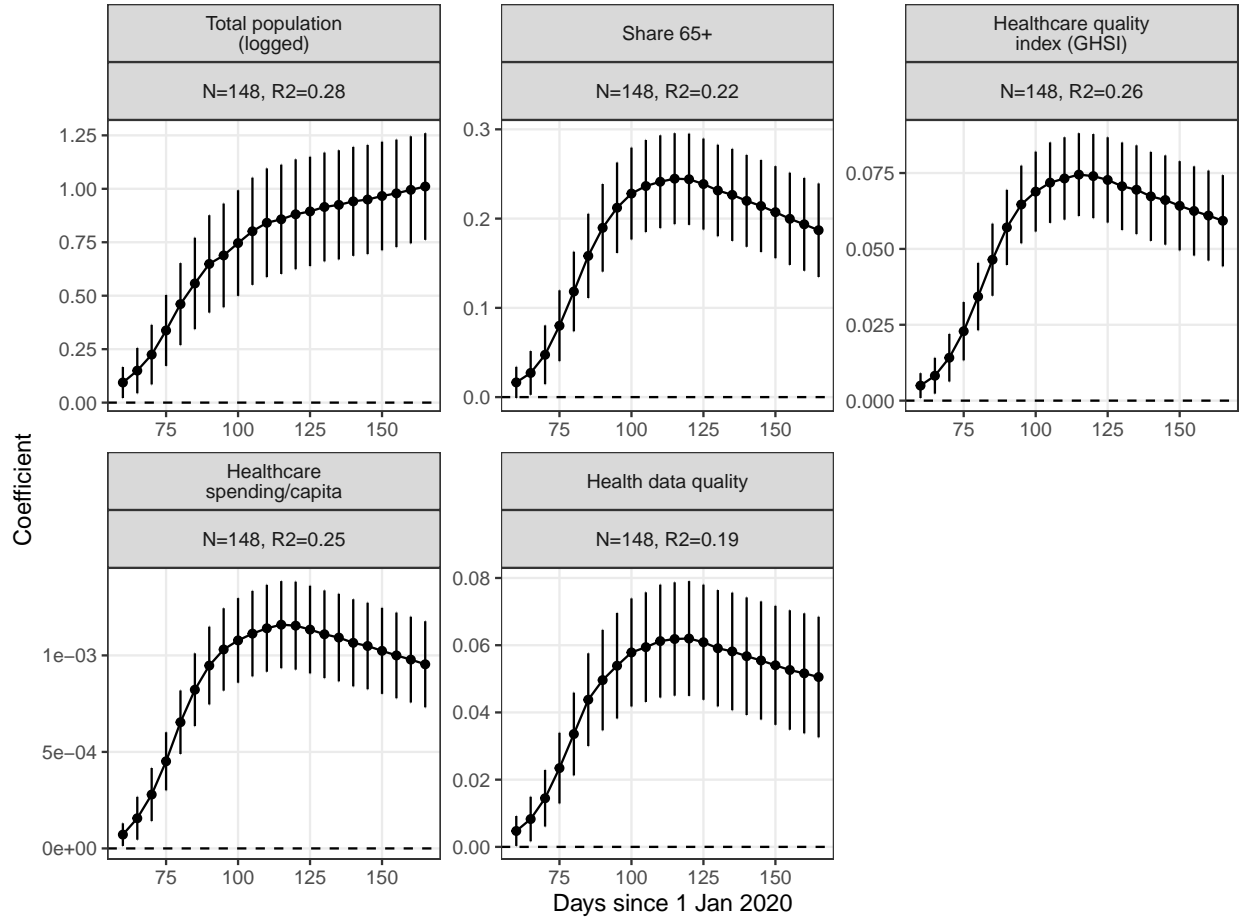 Total population
(logged)
N=148, R2=0.28
Share 65+
N=148, R2=0.22
Healthcare quality
index (GHSI)
N=148, R2=0.26
1.25
1.00
0.75
0.50
0.25
0.00
75 100 125 150
0.3
0.2
0.1
0.0
75 100 125 150
0.075
0.050
0.025
0.000
75 100 125 150
Healthcare
spending/capita
N=148, R2=0.25
Health data quality
N=148, R2=0.19
1e−03
5e−04
0e+00
75 100 125 150
0.08
0.06
0.04
0.02
0.00
75 100 125 150
Coefficient
Days since 1 Jan 2020